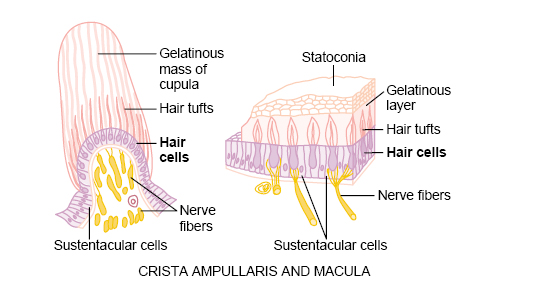 Gelatinous
mass of
cupula
Hair tufts
Hair
cells
Nerve
fibers
Sustentacular cells
Statoconia
Gelatinous
layer
Hair tufts
Hair cells
Nerve fibers
Sustentacular cells
CRISTA AMPULLARIS AND MACULA